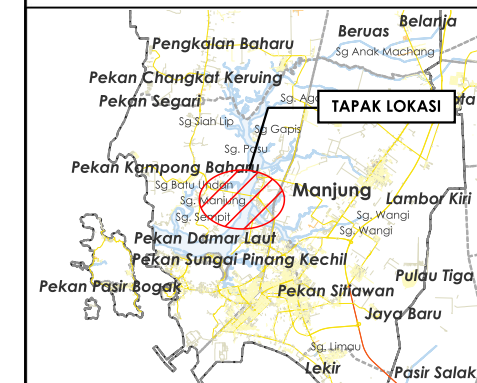 Belanja
Beruas
Pengkalan Baharu
Sg Anak Machang
Pekan Changkat Keruing
Pekan Segari
Sg. Aga
TAPAK LOKASI
ota
Sg Siah Lip
Sg Gapis
Sg. Pasu
Pekan Kampong Baharu
Sg Batu Undan
Manjung
Sg. Manjung
Lambor Kiri
Sg. Sempit
Sg. Wangi
Sg. Wangi
Pekan Damar Laut
Pekan Sungai Pinang Kechil
Pulau Tiga
Pekan Pasir Bogak
Pekan Sitiawan
Jaya Baru
Sg. Limau
Lekir
Pasir Salak